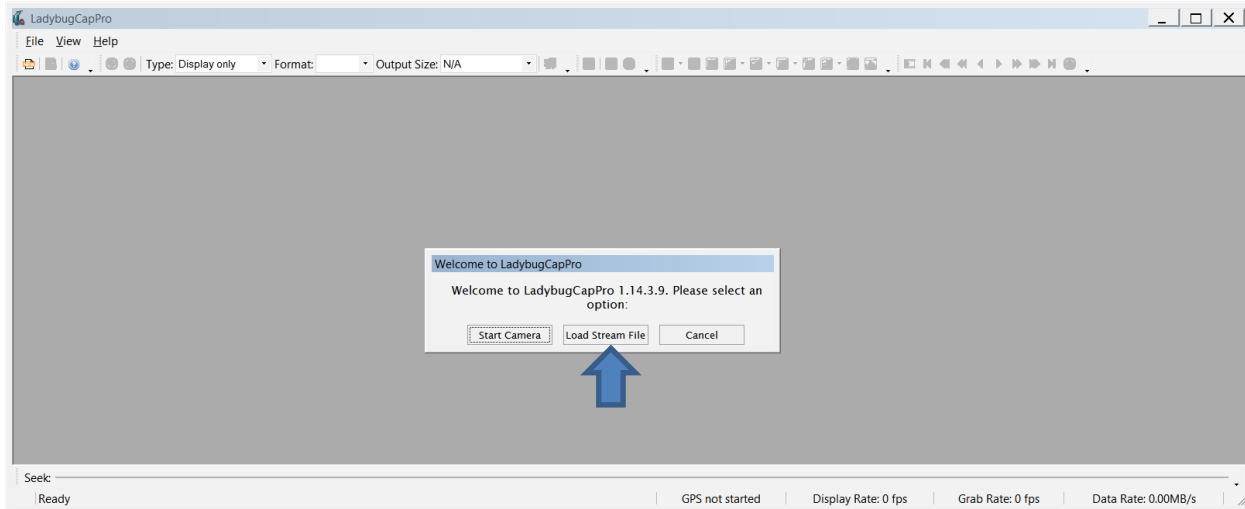 LadybugCapPro
File View Help
Type: Display only Format: Output Size: N/A
Welcome to LadybugCapPro
Welcome to LadybugCapPro 1.14.3.9. Please select an
option:
Start Camera Load Stream File Cancel
Seek:
Ready GPS not started Display Rate: 0 fps Grab Rate: 0 fps Data Rate: 0.00MB/s